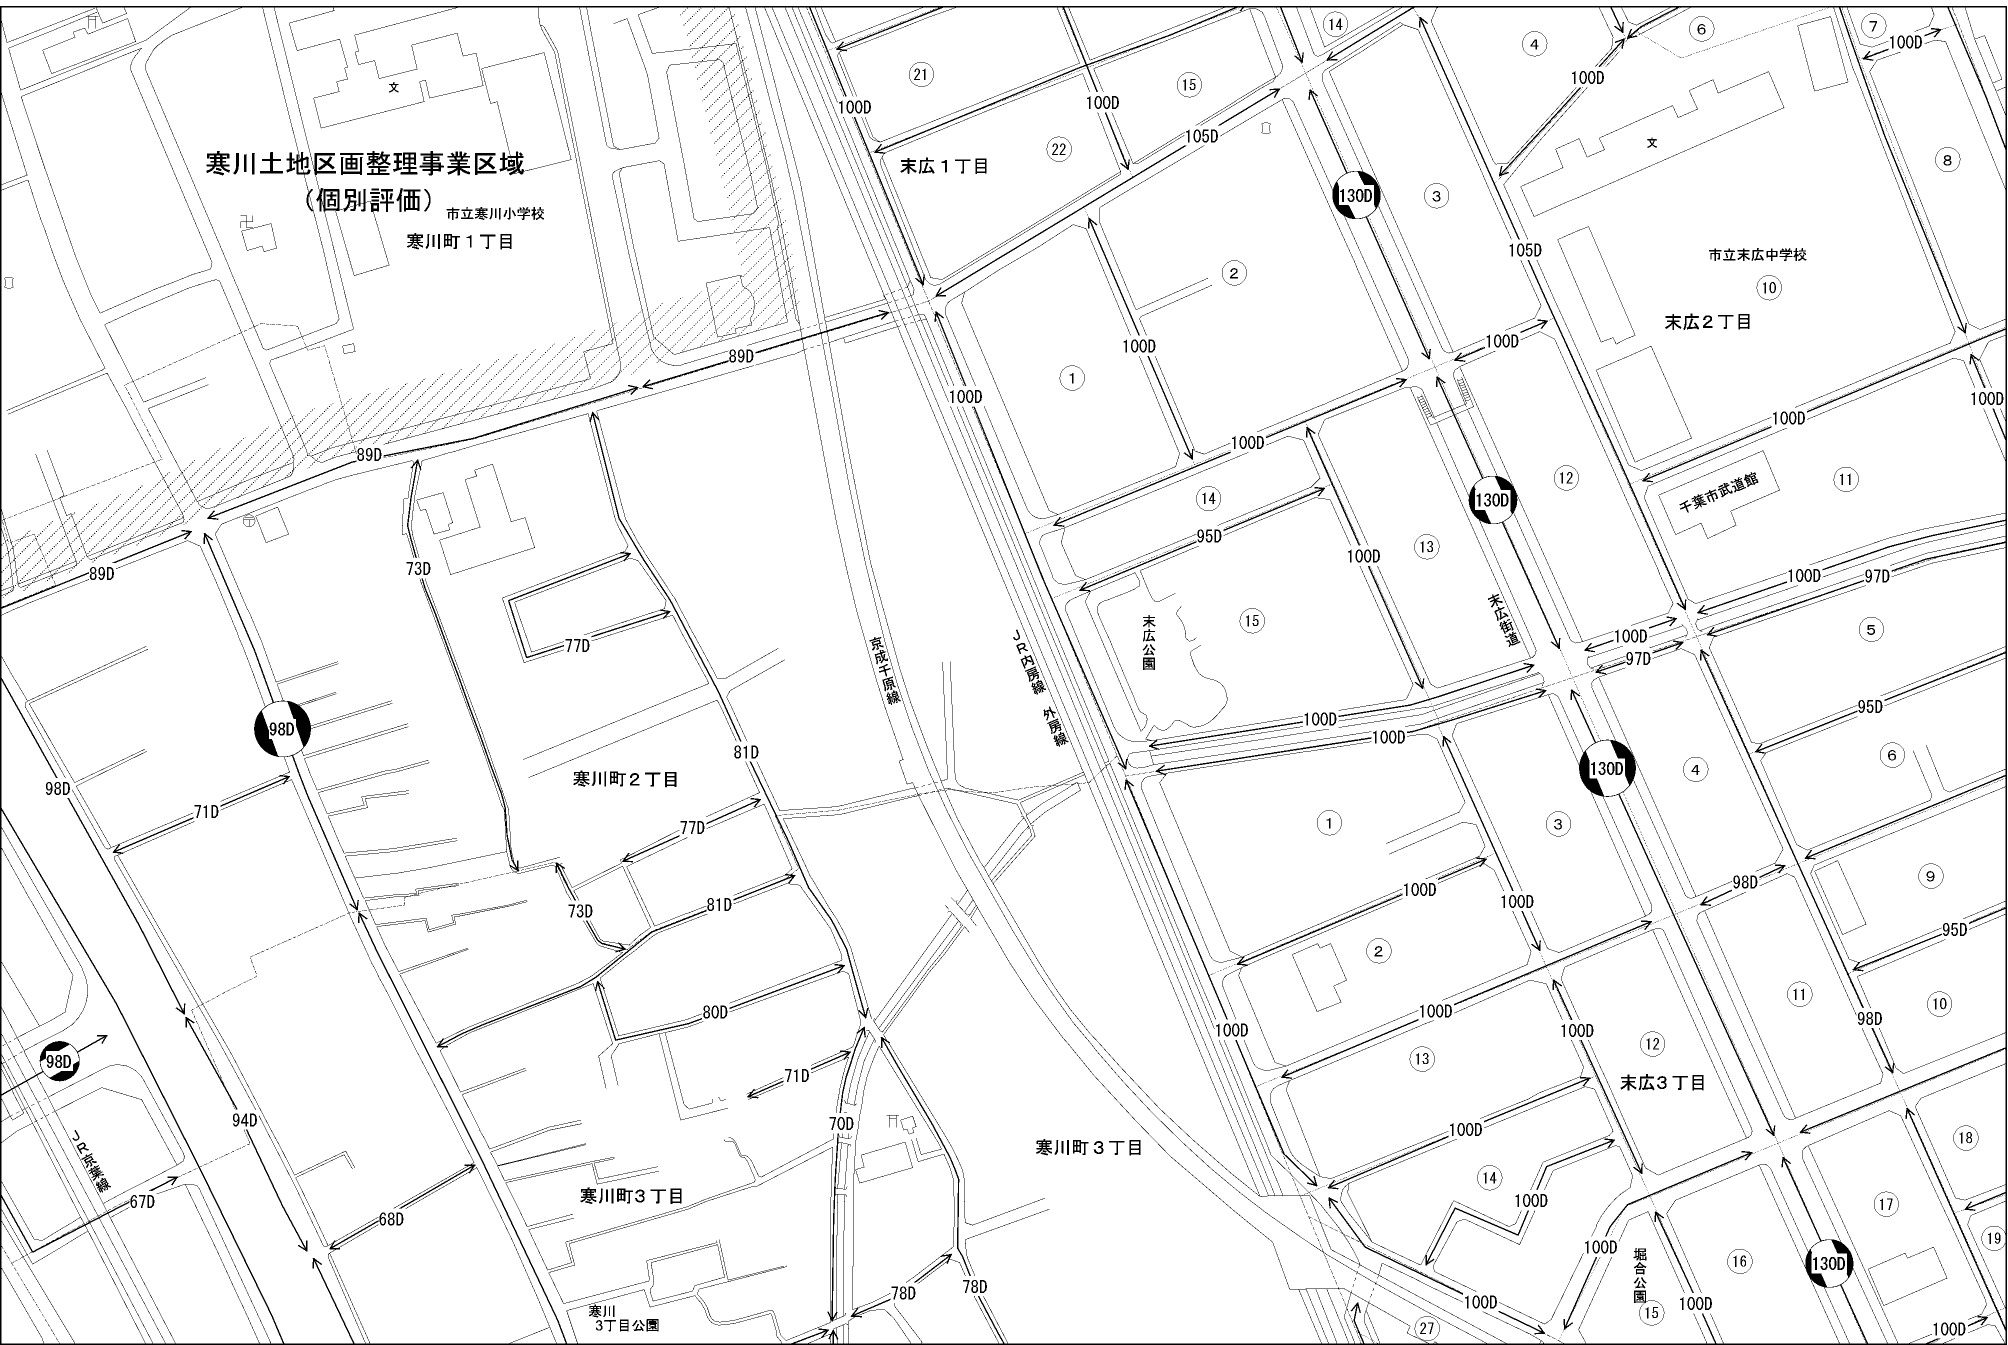 ⑭
④
⑥
⑦
100D
㉑
⑮
100D
文
100D
100D
③
文
⑧
105D
㉒
寒川土地区画整理事業区域
(個別評価)
市立寒川小学校
寒川町1丁目
末広1丁目
130D
105D
市立末広中学校
⑩
末広2丁目
②
100D
100D
89D
①
100D
100D
100D
89D
100D
⑭
⑫
⑪
千葉市武道館
130D
95D
100D
⑬
73D
89D
100D
97D
77D
末広公園
⑮
末広街道
100D
97D
⑤
京成千原線
JR内房線 外房線
98D
100D
100D
95D
81D
寒川町2丁目
98D
71D
77D
130D
④
⑥
①
③
100D
98D
⑨
73D
81D
100D
②
95D
80D
100D
100D
⑪
⑩
98D
100D
⑬
⑫
末広3丁目
98D
71D
70D
94D
100D
JR京葉線
寒川町3丁目
寒川町3丁目
⑱
⑭
67D
68D
100D
⑰
100D
堀合公園
⑯
130D
⑲
78D
78D
100D
100D
⑮
寒川
3丁目公園
㉗
100D